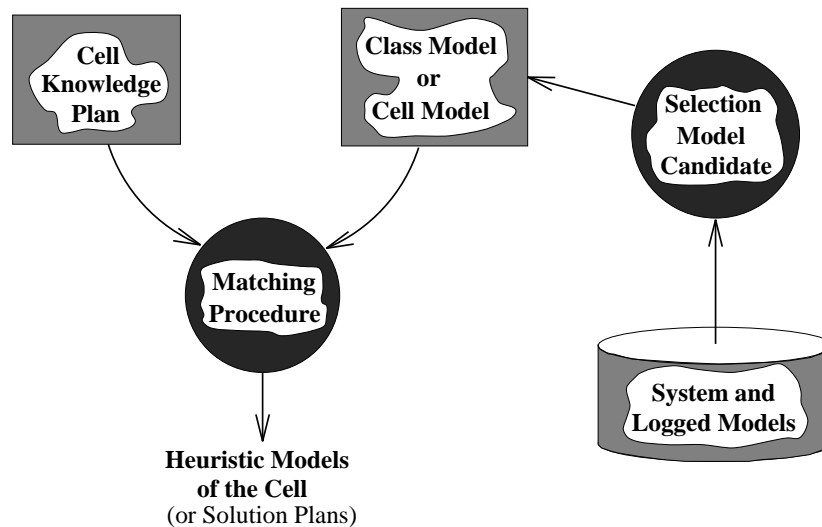 Cell
Knowledge
Plan
Class Model
or
Cell Model
Selection
Model
Candidate
Matching
Procedure
System and
Logged Models
Heuristic Models
of the Cell
(or Solution Plans)